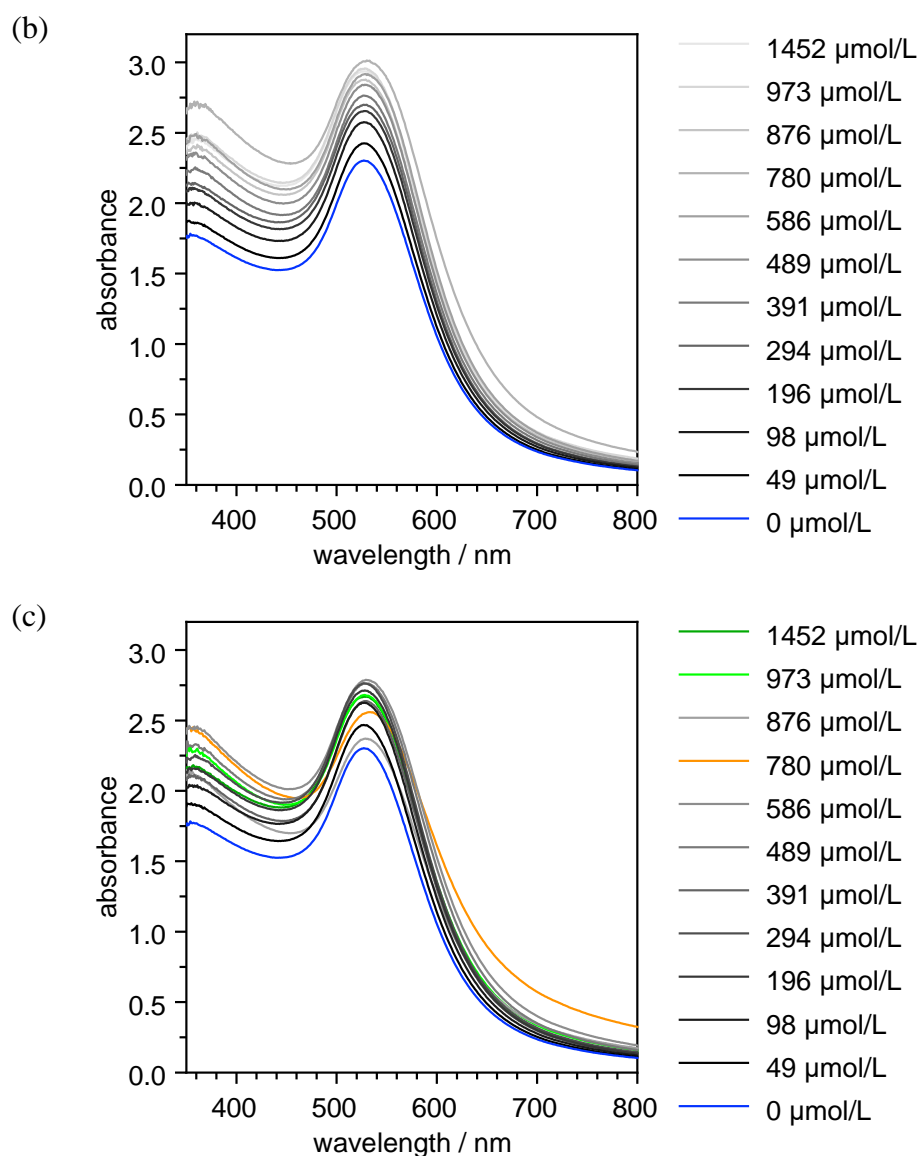 (b)
3.0
2.5
2.0
1.5
1.0
0.5
0.0
absorbance
400 500 600 700 800
wavelength / nm
1452 µmol/L
973 µmol/L
876 µmol/L
780 µmol/L
586 µmol/L
489 µmol/L
391 µmol/L
294 µmol/L
196 µmol/L
98 µmol/L
49 µmol/L
0 µmol/L
(c)
3.0
2.5
2.0
1.5
1.0
0.5
0.0
absorbance
400 500 600 700 800
wavelength / nm
1452 µmol/L
973 µmol/L
876 µmol/L
780 µmol/L
586 µmol/L
489 µmol/L
391 µmol/L
294 µmol/L
196 µmol/L
98 µmol/L
49 µmol/L
0 µmol/L